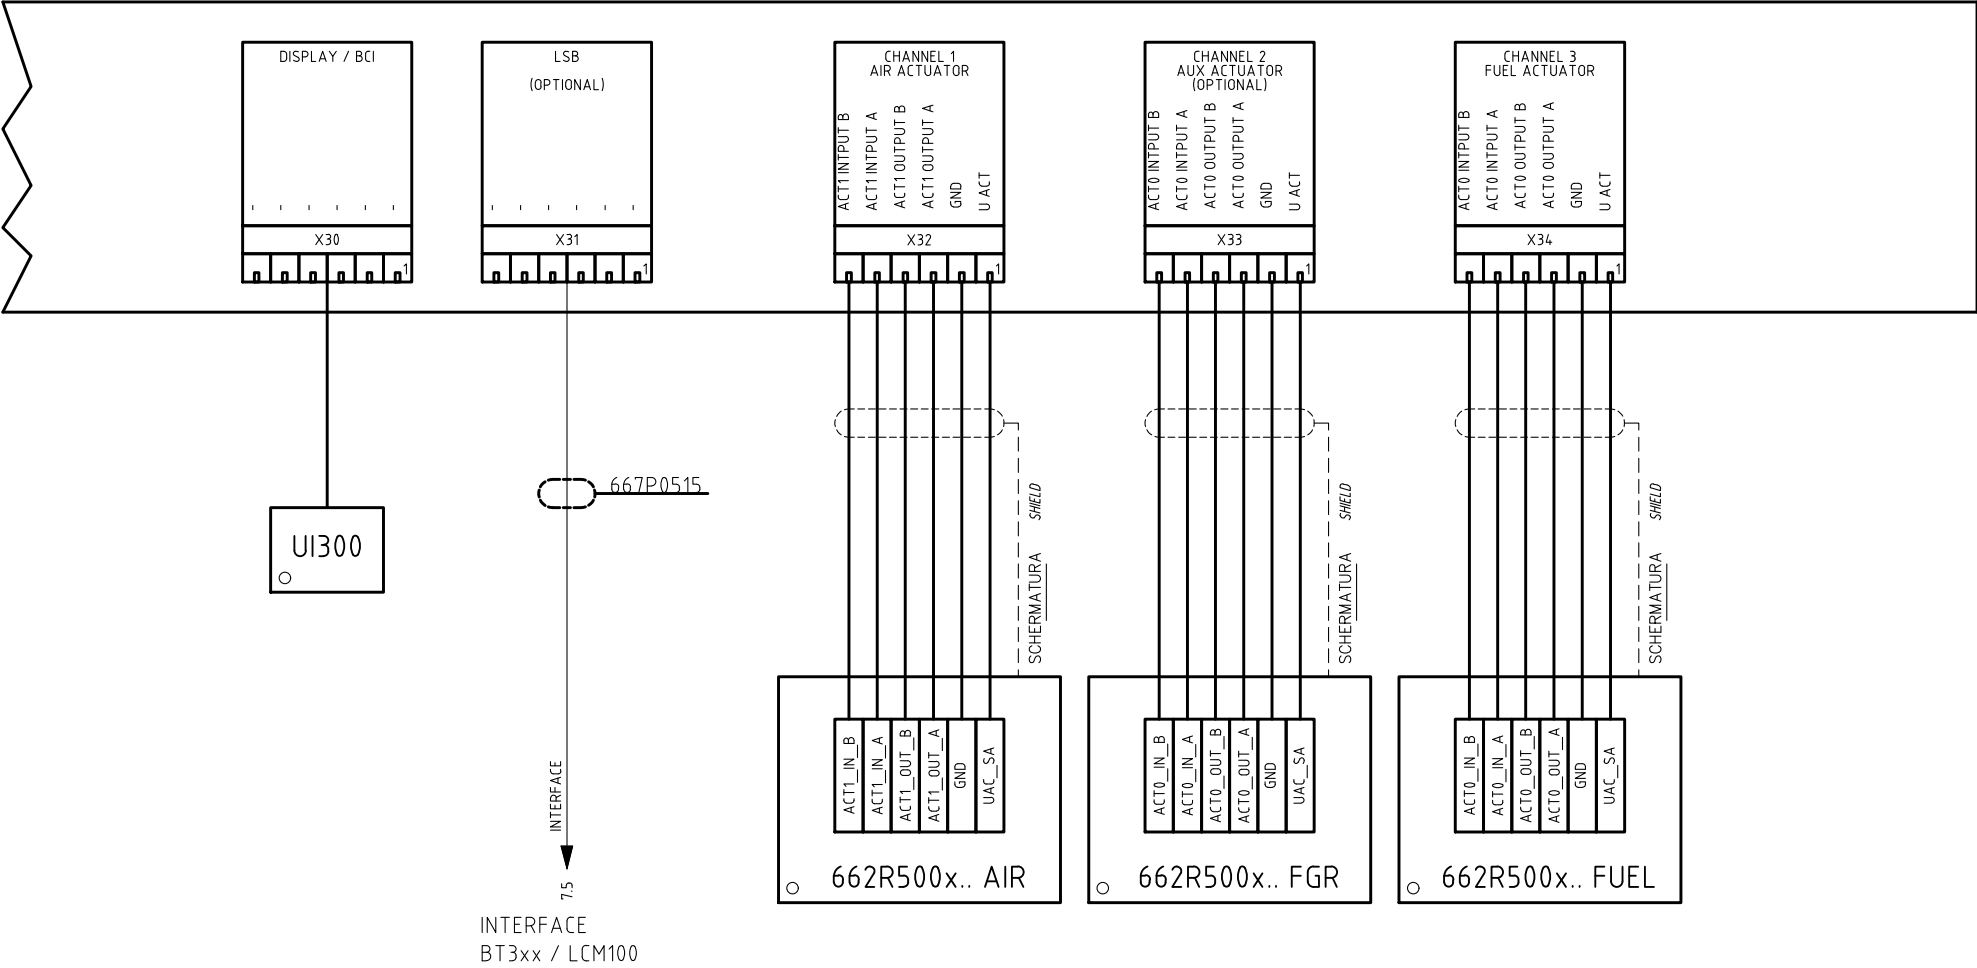 DISPLAY / BCI
X30
1
UI300
LSB
(OPTIONAL)
X31
1
667P0515
INTERFACE
7.5
INTERFACE
BT3xx / LCM100
CHANNEL 1
AIR ACTUATOR
ACT1 INTPUT B
ACT1 INTPUT A
ACT1 OUTPUT B
ACT1 OUTPUT A
GND
U ACT
X32
1
SCHERMATURA
SHIELD
ACT1_IN_B
ACT1_IN_A
ACT1_OUT_B
ACT1_OUT_A
GND
UAC_SA
662R500x.. AIR
CHANNEL 2
AUX ACTUATOR
(OPTIONAL)
ACT0 INTPUT B
ACT0 INTPUT A
ACT0 OUTPUT B
ACT0 OUTPUT A
GND
U ACT
X33
1
SCHERMATURA
SHIELD
ACT0_IN_B
ACT0_IN_A
ACT0_OUT_B
ACT0_OUT_A
GND
UAC_SA
662R500x.. FGR
CHANNEL 3
FUEL ACTUATOR
ACT0 INTPUT B
ACT0 INTPUT A
ACT0 OUTPUT B
ACT0 OUTPUT A
GND
U ACT
X34
1
SCHERMATURA
SHIELD
ACT0_IN_B
ACT0_IN_A
ACT0_OUT_B
ACT0_OUT_A
GND
UAC_SA
662R500x.. FUEL